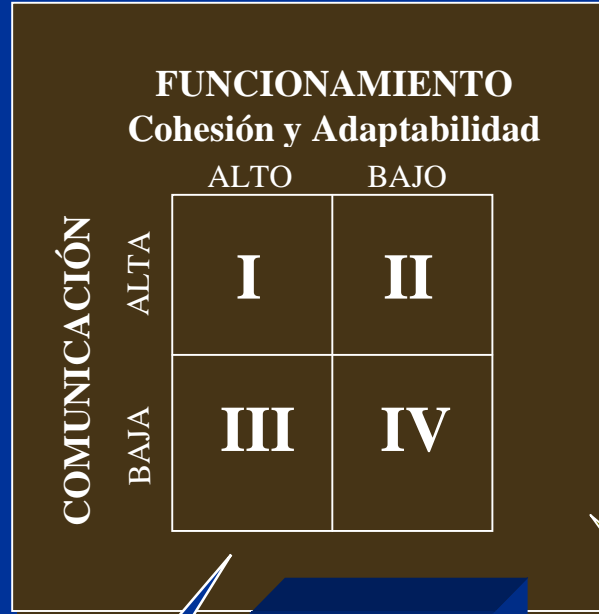 FUNCIONAMIENTO
Cohesión y Adaptabilidad
ALTO BAJO
COMUNICACIÓN
ALTA
I II
BAJA
III IV